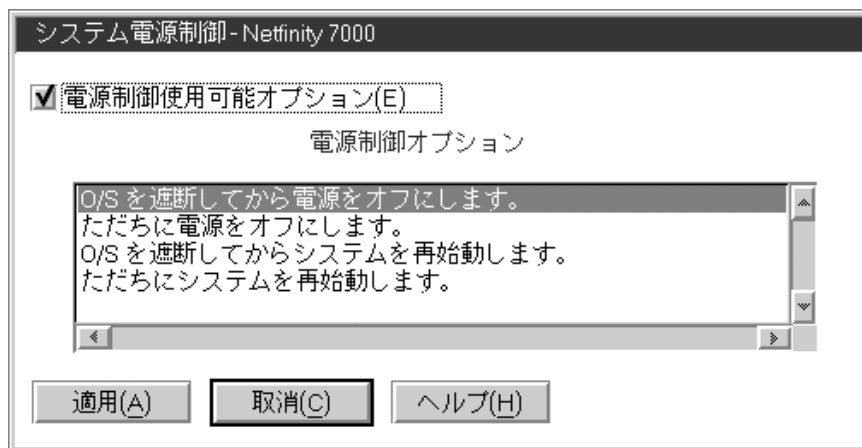 システム電源制御 - Netfinity 7000
電源制御使用可能オプション(E)
電源制御オプション
O/S を遮断してから電源をオフにします。
ただちに電源をオフにします。
O/S を遮断してからシステムを再始動します。
ただちにシステムを再始動します。
適用(A) 取消(C) ヘルプ(H)